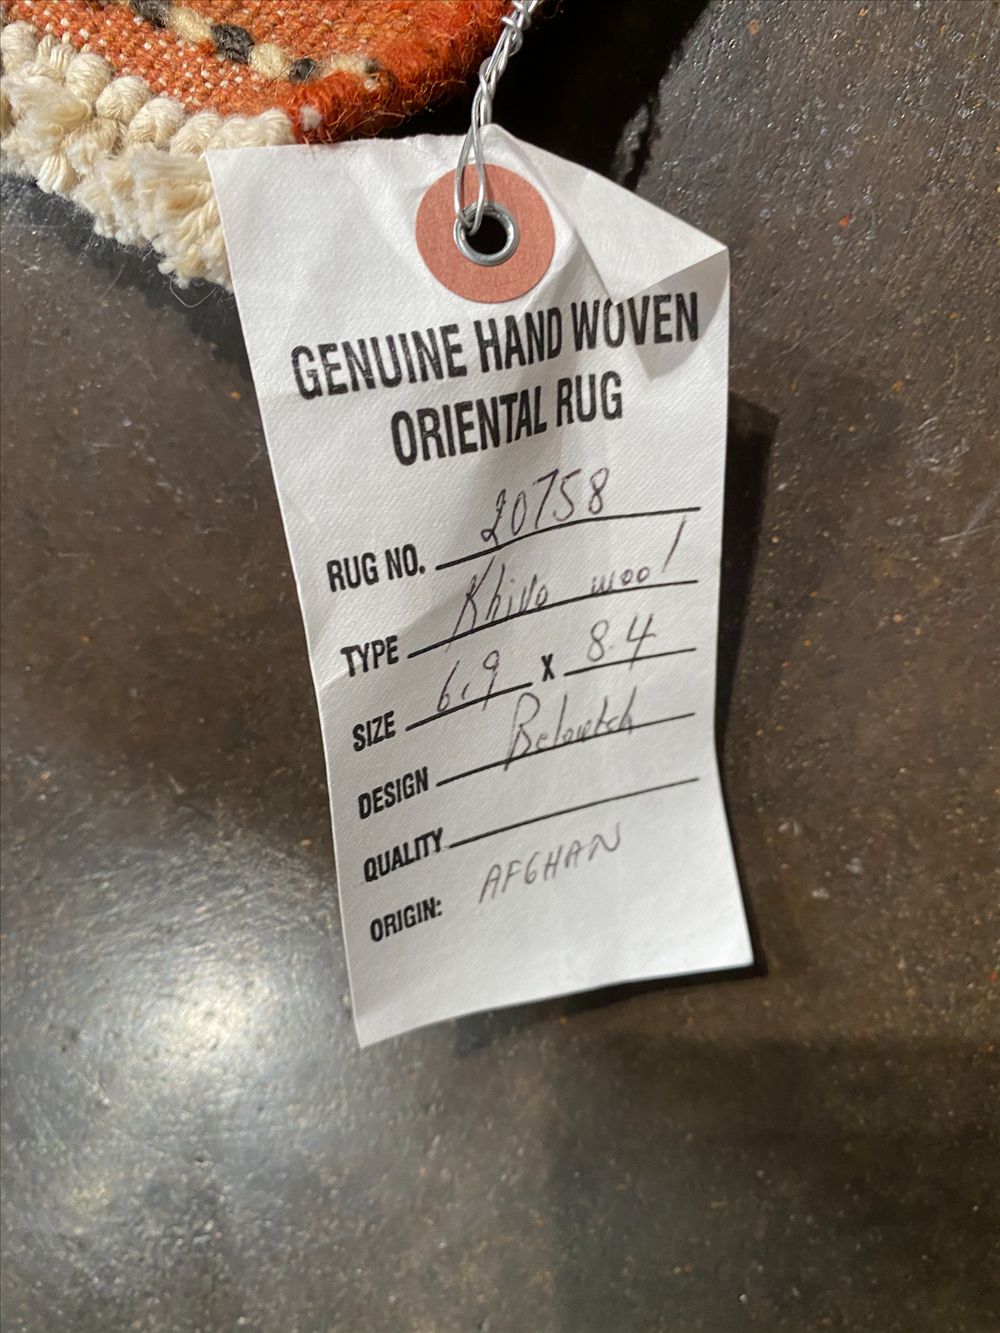 GENUINE HAND WOVEN
ORIENTAL RUG
RUG NO. 20758
TYPE Khiva wool
SIZE 6.9 x 8.4
DESIGN Beloutch
QUALITY
ORIGIN: AFGHAN